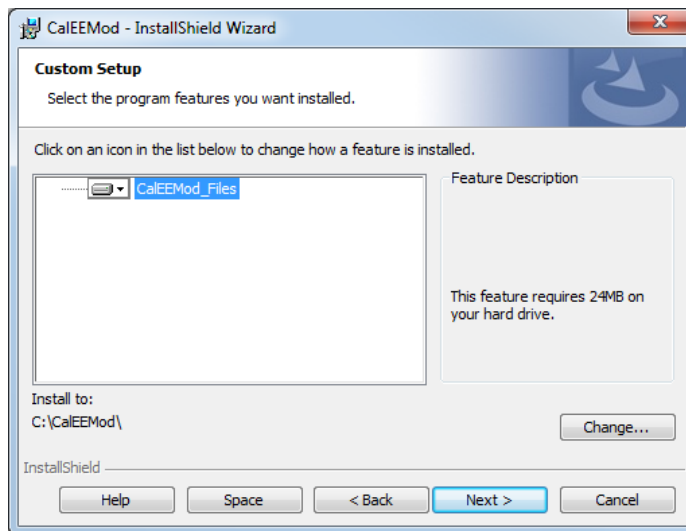 CalEEMod - InstallShield Wizard
Custom Setup
Select the program features you want installed.
Click on an icon in the list below to change how a feature is installed.
CalEEMod_Files
Feature Description
This feature requires 24MB on
your hard drive.
Install to:
C:\CalEEMod\
Change...
InstallShield
Help
Space
< Back
Next >
Cancel